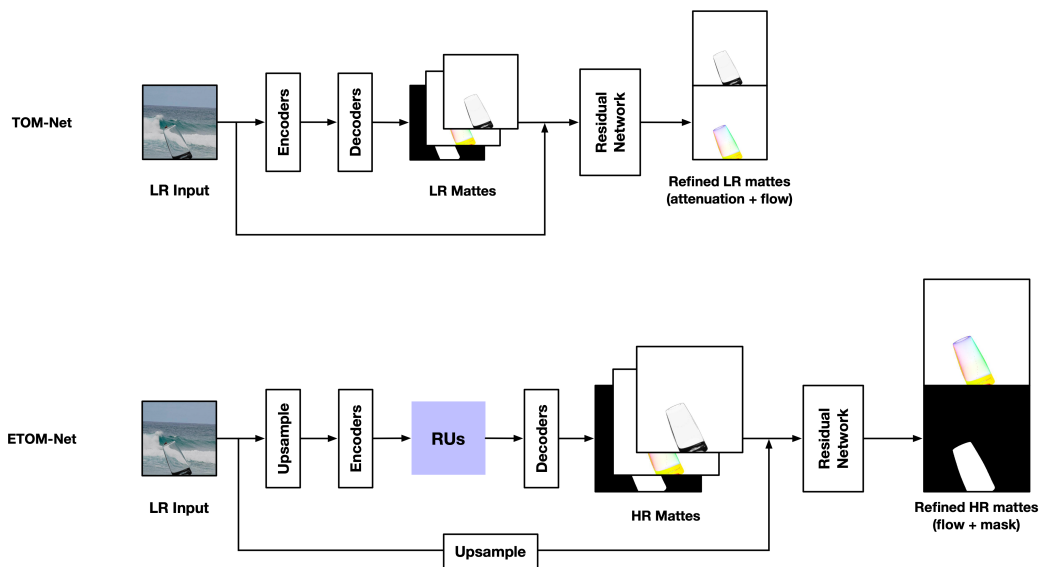 TOM-Net
LR Input
Encoders
Decoders
LR Mattes
Residual
Network
Refined LR mattes
(attenuation + flow)
ETOM-Net
LR Input
Upsample
Encoders
RUs
Decoders
HR Mattes
Residual
Network
Refined HR mattes
(flow + mask)
Upsample